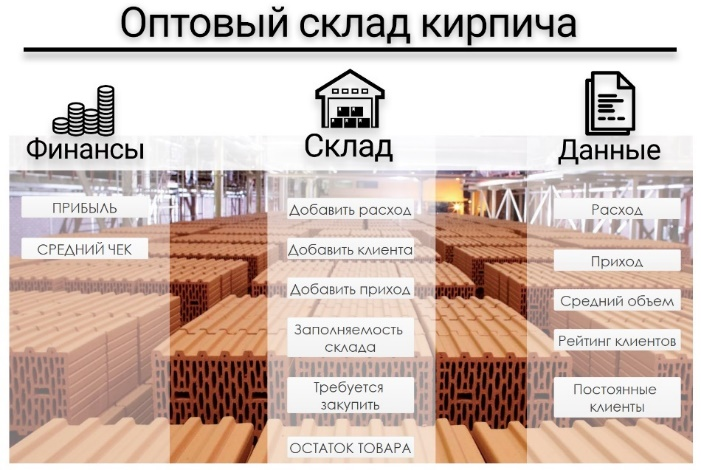 Оптовый склад кирпича
Финансы
ПРИБЫЛЬ
СРЕДНИЙ ЧЕК
Склад
Добавить расход
Добавить клиента
Добавить приход
Заполняемость
склада
Требуется
закупить
ОСТАТОК ТОВАРА
Данные
Расход
Приход
Средний объем
Рейтинг клиентов
Постоянные
клиенты